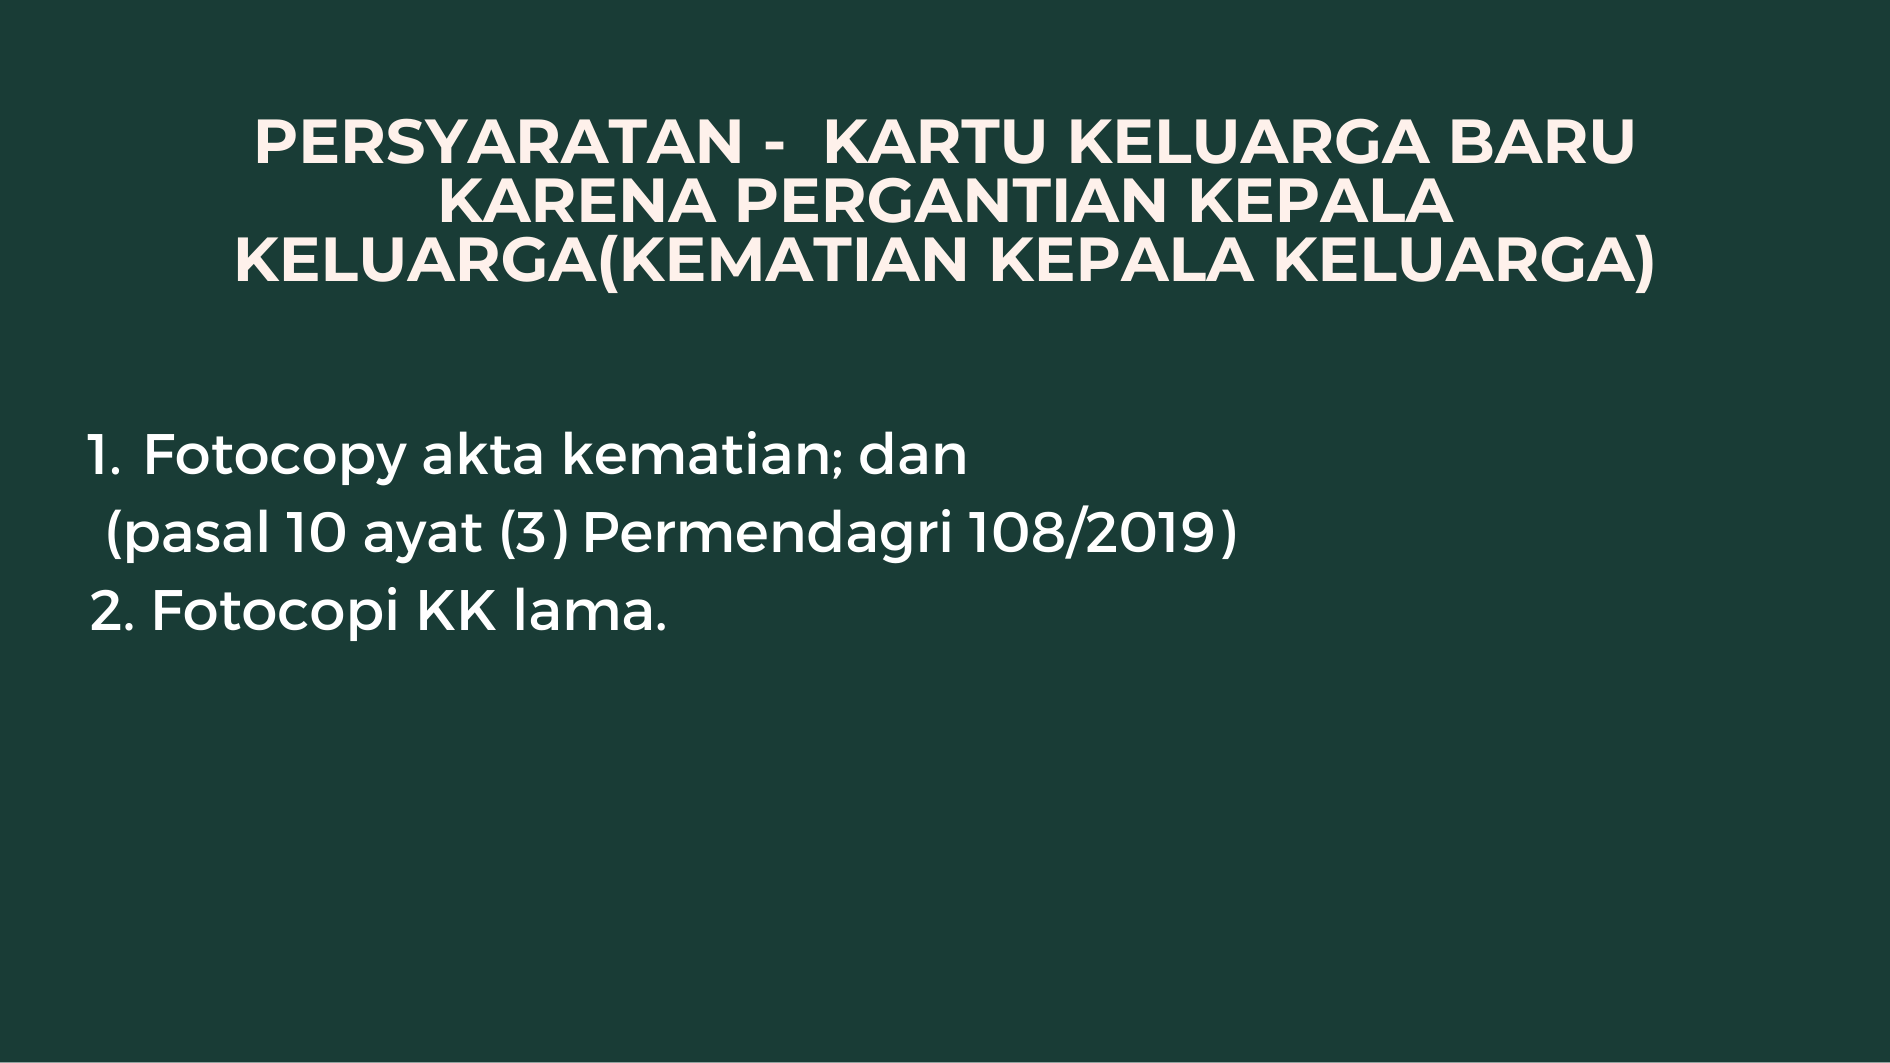 PERSYARATAN - KARTU KELUARGA BARU
KARENA PERGANTIAN KEPALA
KELUARGA(KEMATIAN KEPALA KELUARGA)
1. Fotocopy akta kematian; dan
(pasal 10 ayat (3) Permendagri 108/2019)
2. Fotocopi KK lama.